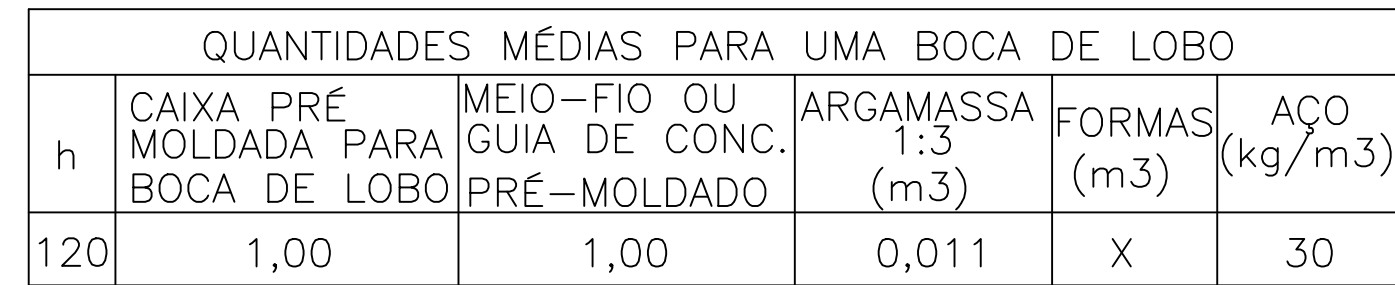 QUANTIDADES MÉDIAS PARA UMA BOCA DE LOBO
h
CAIXA PRÉ
MOLDADA PARA
BOCA DE LOBO
MEIO-FIO OU
GUIA DE CONC.
PRÉ-MOLDADO
ARGAMASSA
1:3
(m3)
FORMAS
(m3)
AÇO
(kg/m3)
120
1,00
1,00
0,011
X
30